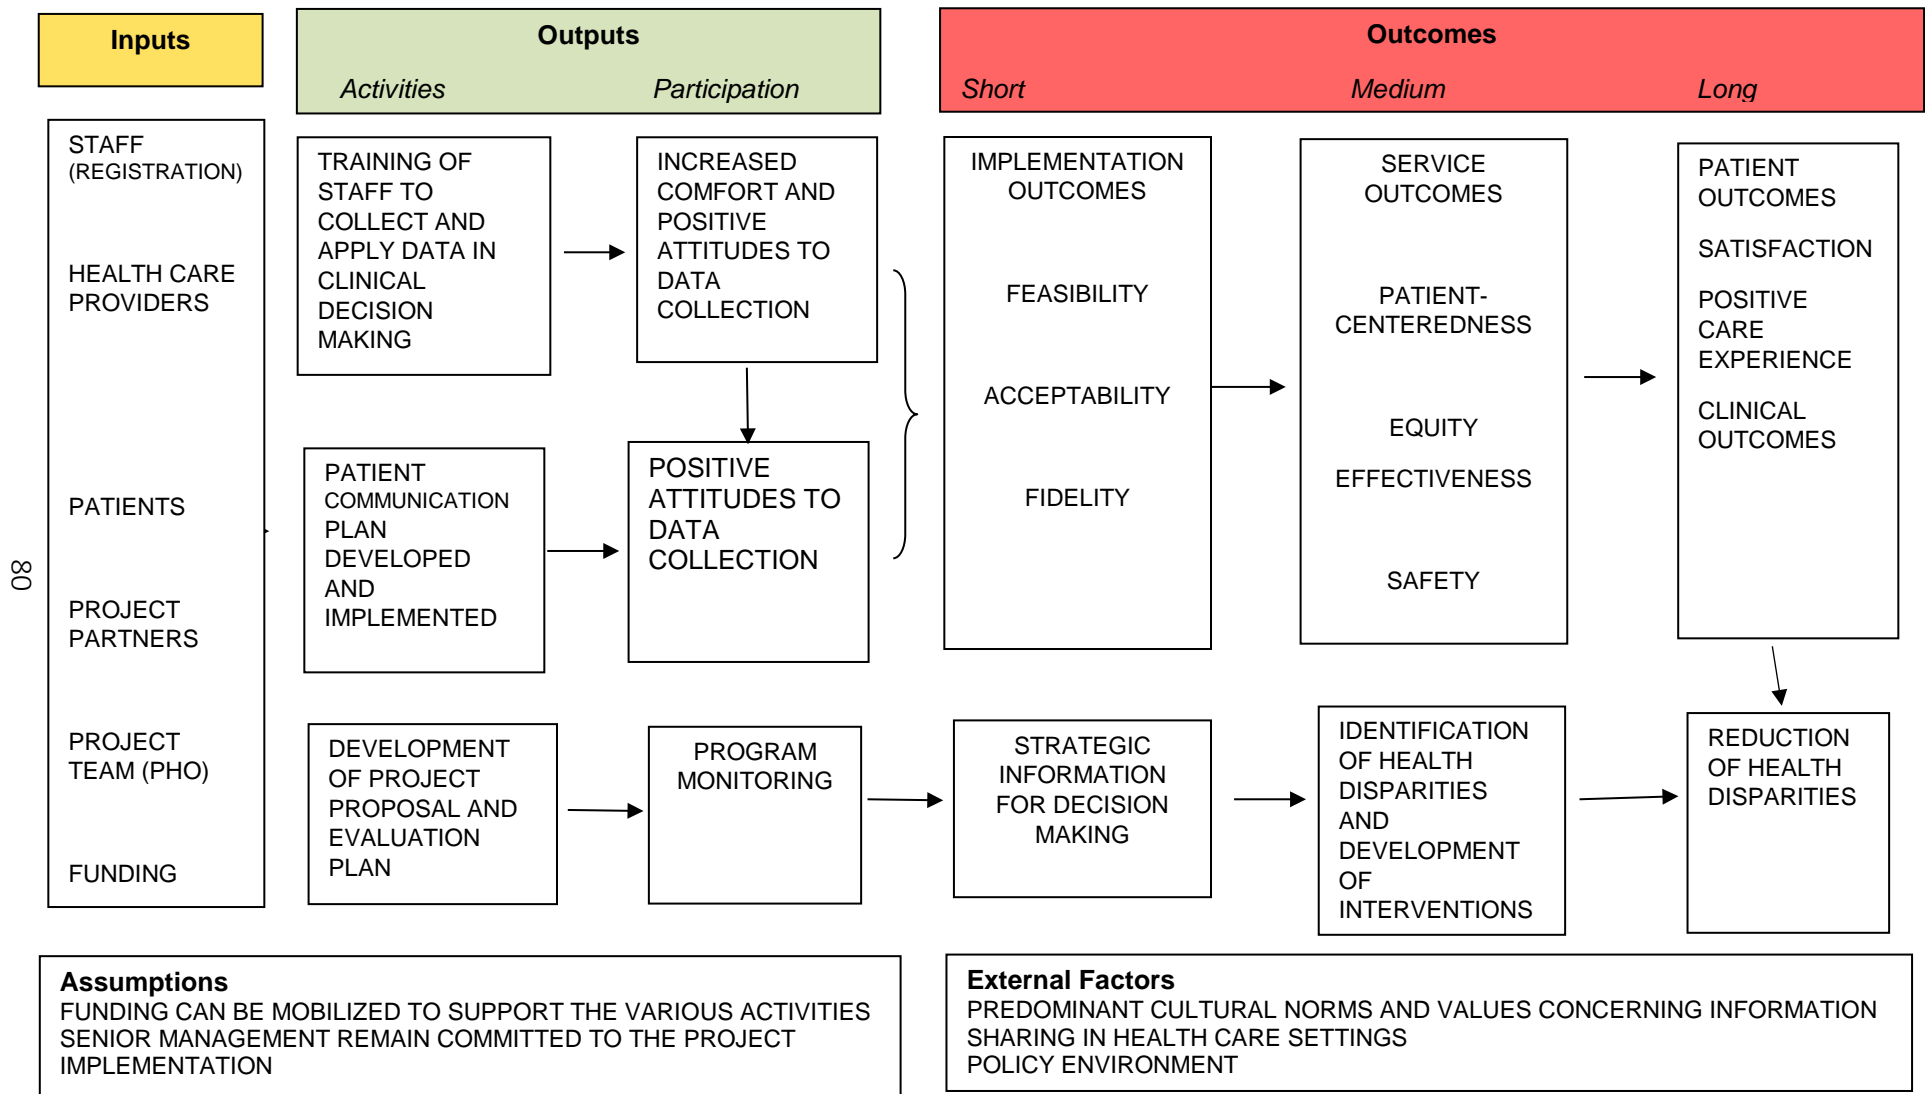 Inputs
Outputs
Activities Participation
Outcomes
Short Medium Long
STAFF
(REGISTRATION)
HEALTH CARE
PROVIDERS
PATIENTS
PROJECT
PARTNERS
PROJECT
TEAM (PHO)
FUNDING
TRAINING OF
STAFF TO
COLLECT AND
APPLY DATA IN
CLINICAL
DECISION
MAKING
INCREASED
COMFORT AND
POSITIVE
ATTITUDES TO
DATA
COLLECTION
PATIENT
COMMUNICATION
PLAN
DEVELOPED
AND
IMPLEMENTED
POSITIVE
ATTITUDES TO
DATA
COLLECTION
IMPLEMENTATION
OUTCOMES
FEASIBILITY
ACCEPTABILITY
FIDELITY
SERVICE
OUTCOMES
PATIENT-
CENTEREDNESS
EQUITY
EFFECTIVENESS
SAFETY
PATIENT
OUTCOMES
SATISFACTION
POSITIVE
CARE
EXPERIENCE
CLINICAL
OUTCOMES
DEVELOPMENT
OF PROJECT
PROPOSAL AND
EVALUATION
PLAN
PROGRAM
MONITORING
STRATEGIC
INFORMATION
FOR DECISION
MAKING
IDENTIFICATION
OF HEALTH
DISPARITIES
AND
DEVELOPMENT
OF
INTERVENTIONS
REDUCTION
OF HEALTH
DISPARITIES
Assumptions
FUNDING CAN BE MOBILIZED TO SUPPORT THE VARIOUS ACTIVITIES
SENIOR MANAGEMENT REMAIN COMMITTED TO THE PROJECT
IMPLEMENTATION
External Factors
PREDOMINANT CULTURAL NORMS AND VALUES CONCERNING INFORMATION
SHARING IN HEALTH CARE SETTINGS
POLICY ENVIRONMENT
80